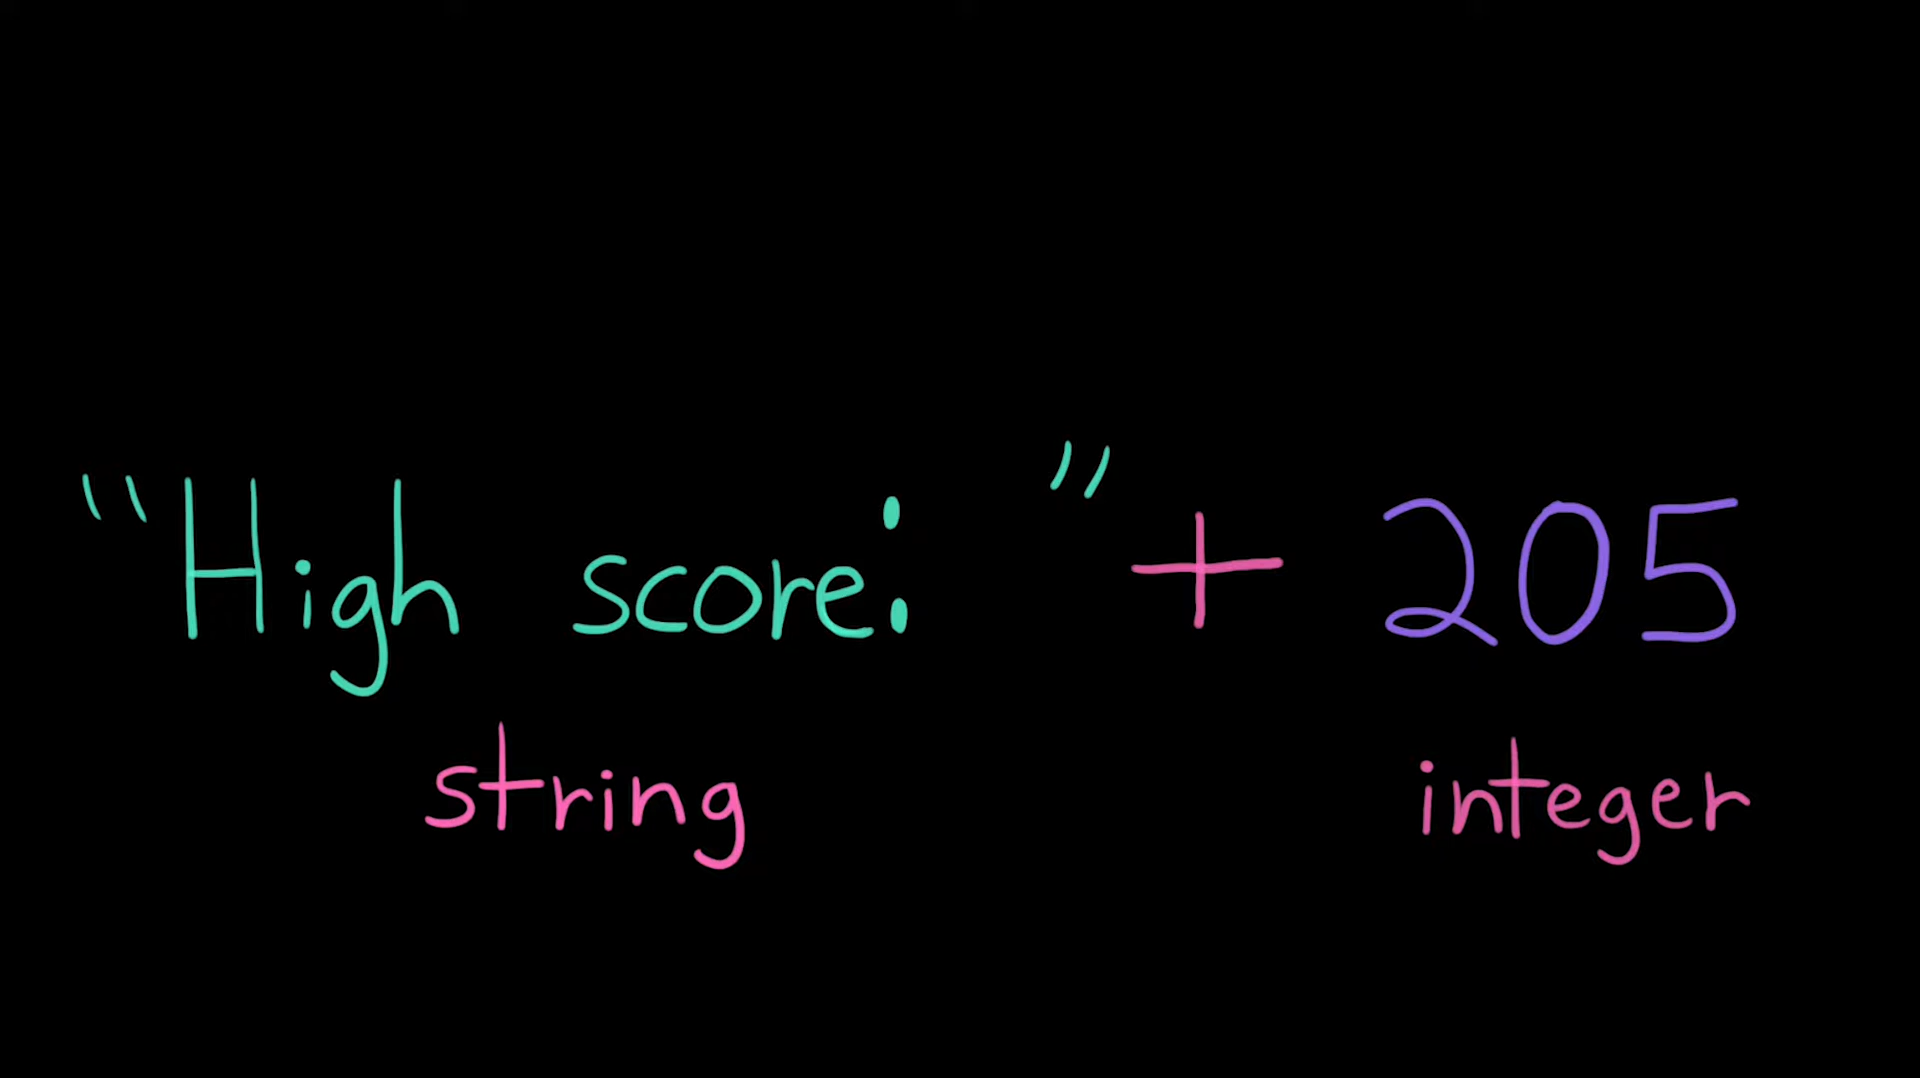 "High score: " + 205
string integer